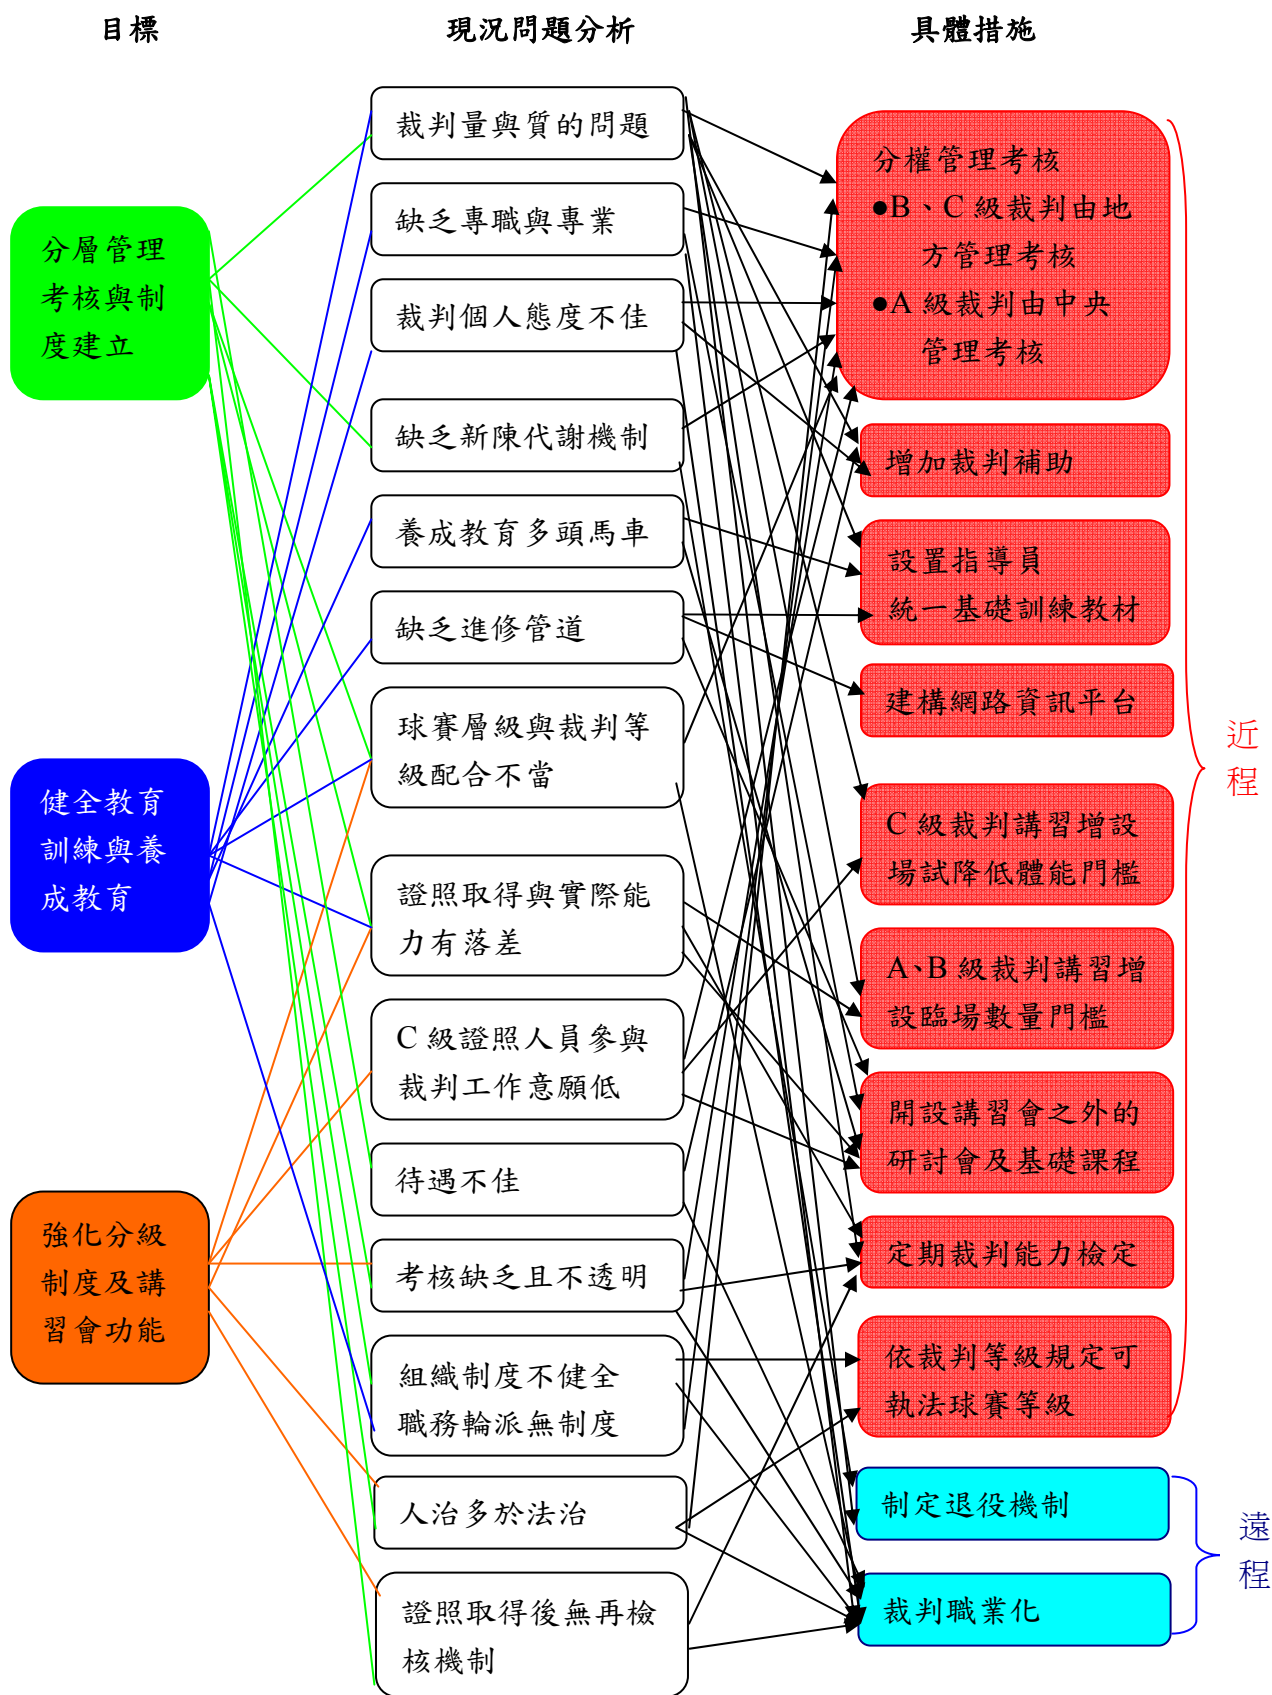 目標
現況問題分析
具體措施
分層管理
考核與制
度建立
健全教育
訓練與養
成教育
強化分級
制度及講
習會功能
裁判量與質的問題
缺乏專職與專業
裁判個人態度不佳
缺乏新陳代謝機制
養成教育多頭馬車
缺乏進修管道
球賽層級與裁判等
級配合不當
證照取得與實際能
力有落差
C 級證照人員參與
裁判工作意願低
待遇不佳
考核缺乏且不透明
組織制度不健全
職務輪派無制度
人治多於法治
證照取得後無再檢
核機制
分權管理考核
●B、C 級裁判由地
方管理考核
●A 級裁判由中央
管理考核
增加裁判補助
設置指導員
統一基礎訓練教材
建構網路資訊平台
C 級裁判講習增設
場試降低體能門檻
A、B 級裁判講習增
設臨場數量門檻
開設講習會之外的
研討會及基礎課程
定期裁判能力檢定
依裁判等級規定可
執法球賽等級
制定退役機制
裁判職業化
近
程
遠
程